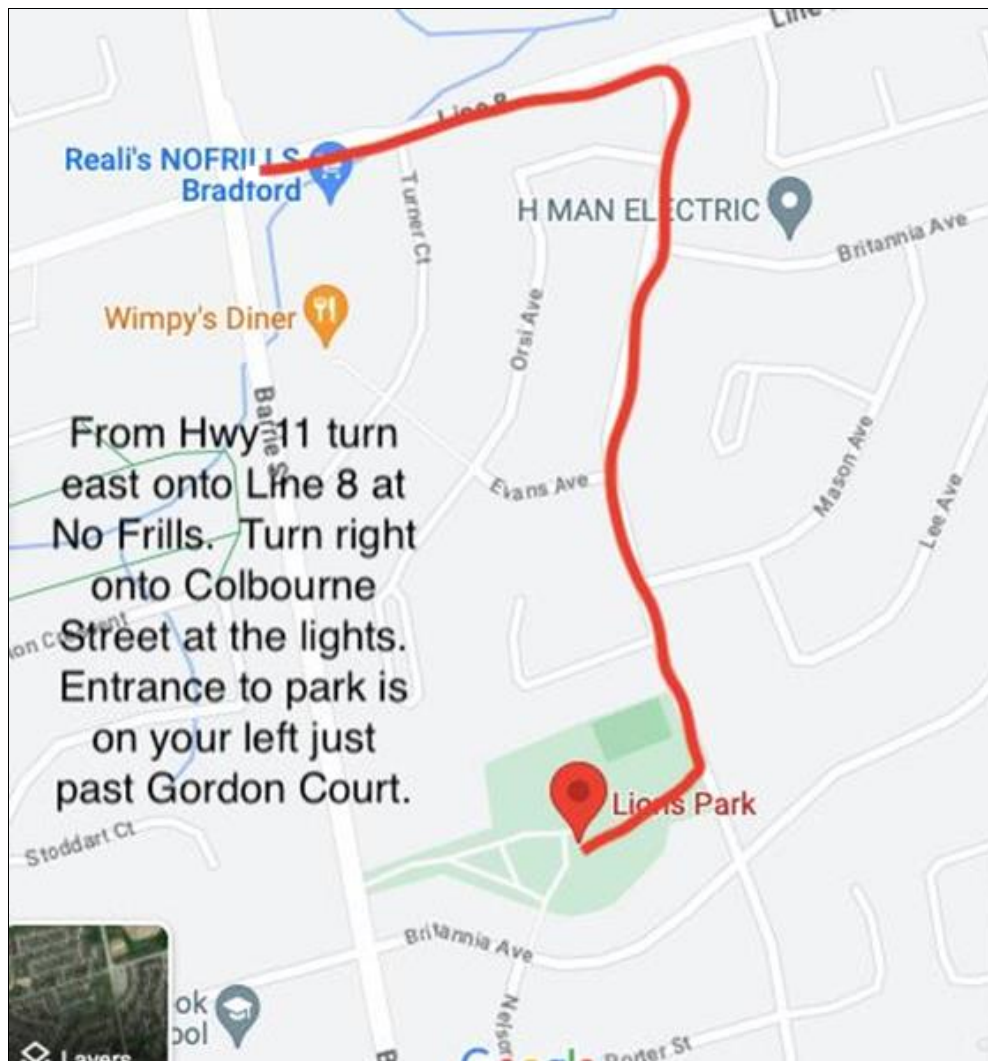 Line 8
Reali's NOFRILLS
Bradford
Turner Ct
H MAN ELECTRIC
Britannia Ave
Orsi Ave
Wimpy's Diner
Barrie St
From Hwy 11 turn
east onto Line 8 at
No Frills. Turn right
onto Colbourne
Street at the lights.
Entrance to park is
on your left just
past Gordon Court.
Evans Ave
Mason Ave
Lee Ave
Lions Park
Stoddart Ct
Britannia Ave
Layers
Google